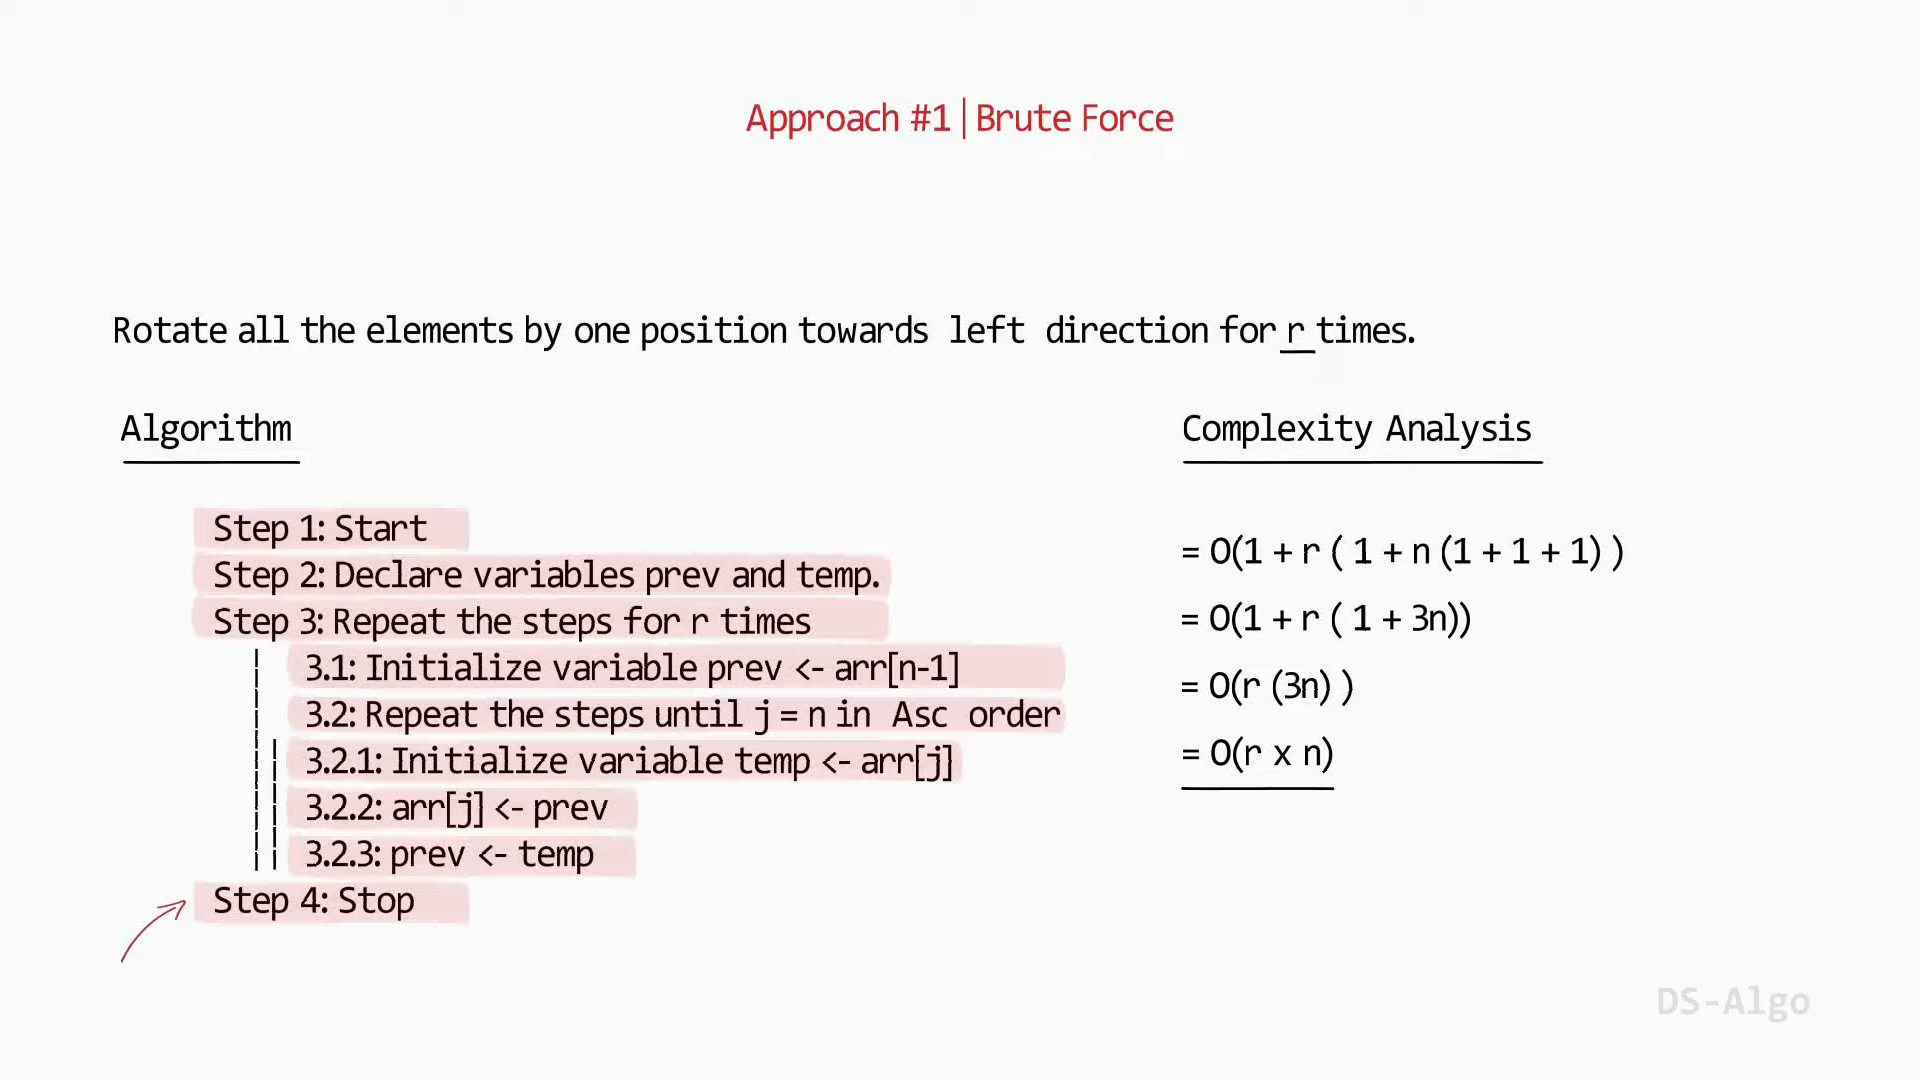 Approach #1 | Brute Force
Rotate all the elements by one position towards left direction for r times.
Algorithm
Step 1: Start
Step 2: Declare variables prev and temp.
Step 3: Repeat the steps for r times
3.1: Initialize variable prev <- arr[n-1]
3.2: Repeat the steps until j = n in Asc order
3.2.1: Initialize variable temp <- arr[j]
3.2.2: arr[j] <- prev
3.2.3: prev <- temp
Step 4: Stop
Complexity Analysis
= O(1 + r ( 1 + n (1 + 1 + 1) ) )
= O(1 + r ( 1 + 3n))
= O(r (3n) )
= O(r x n)
DS-Algo